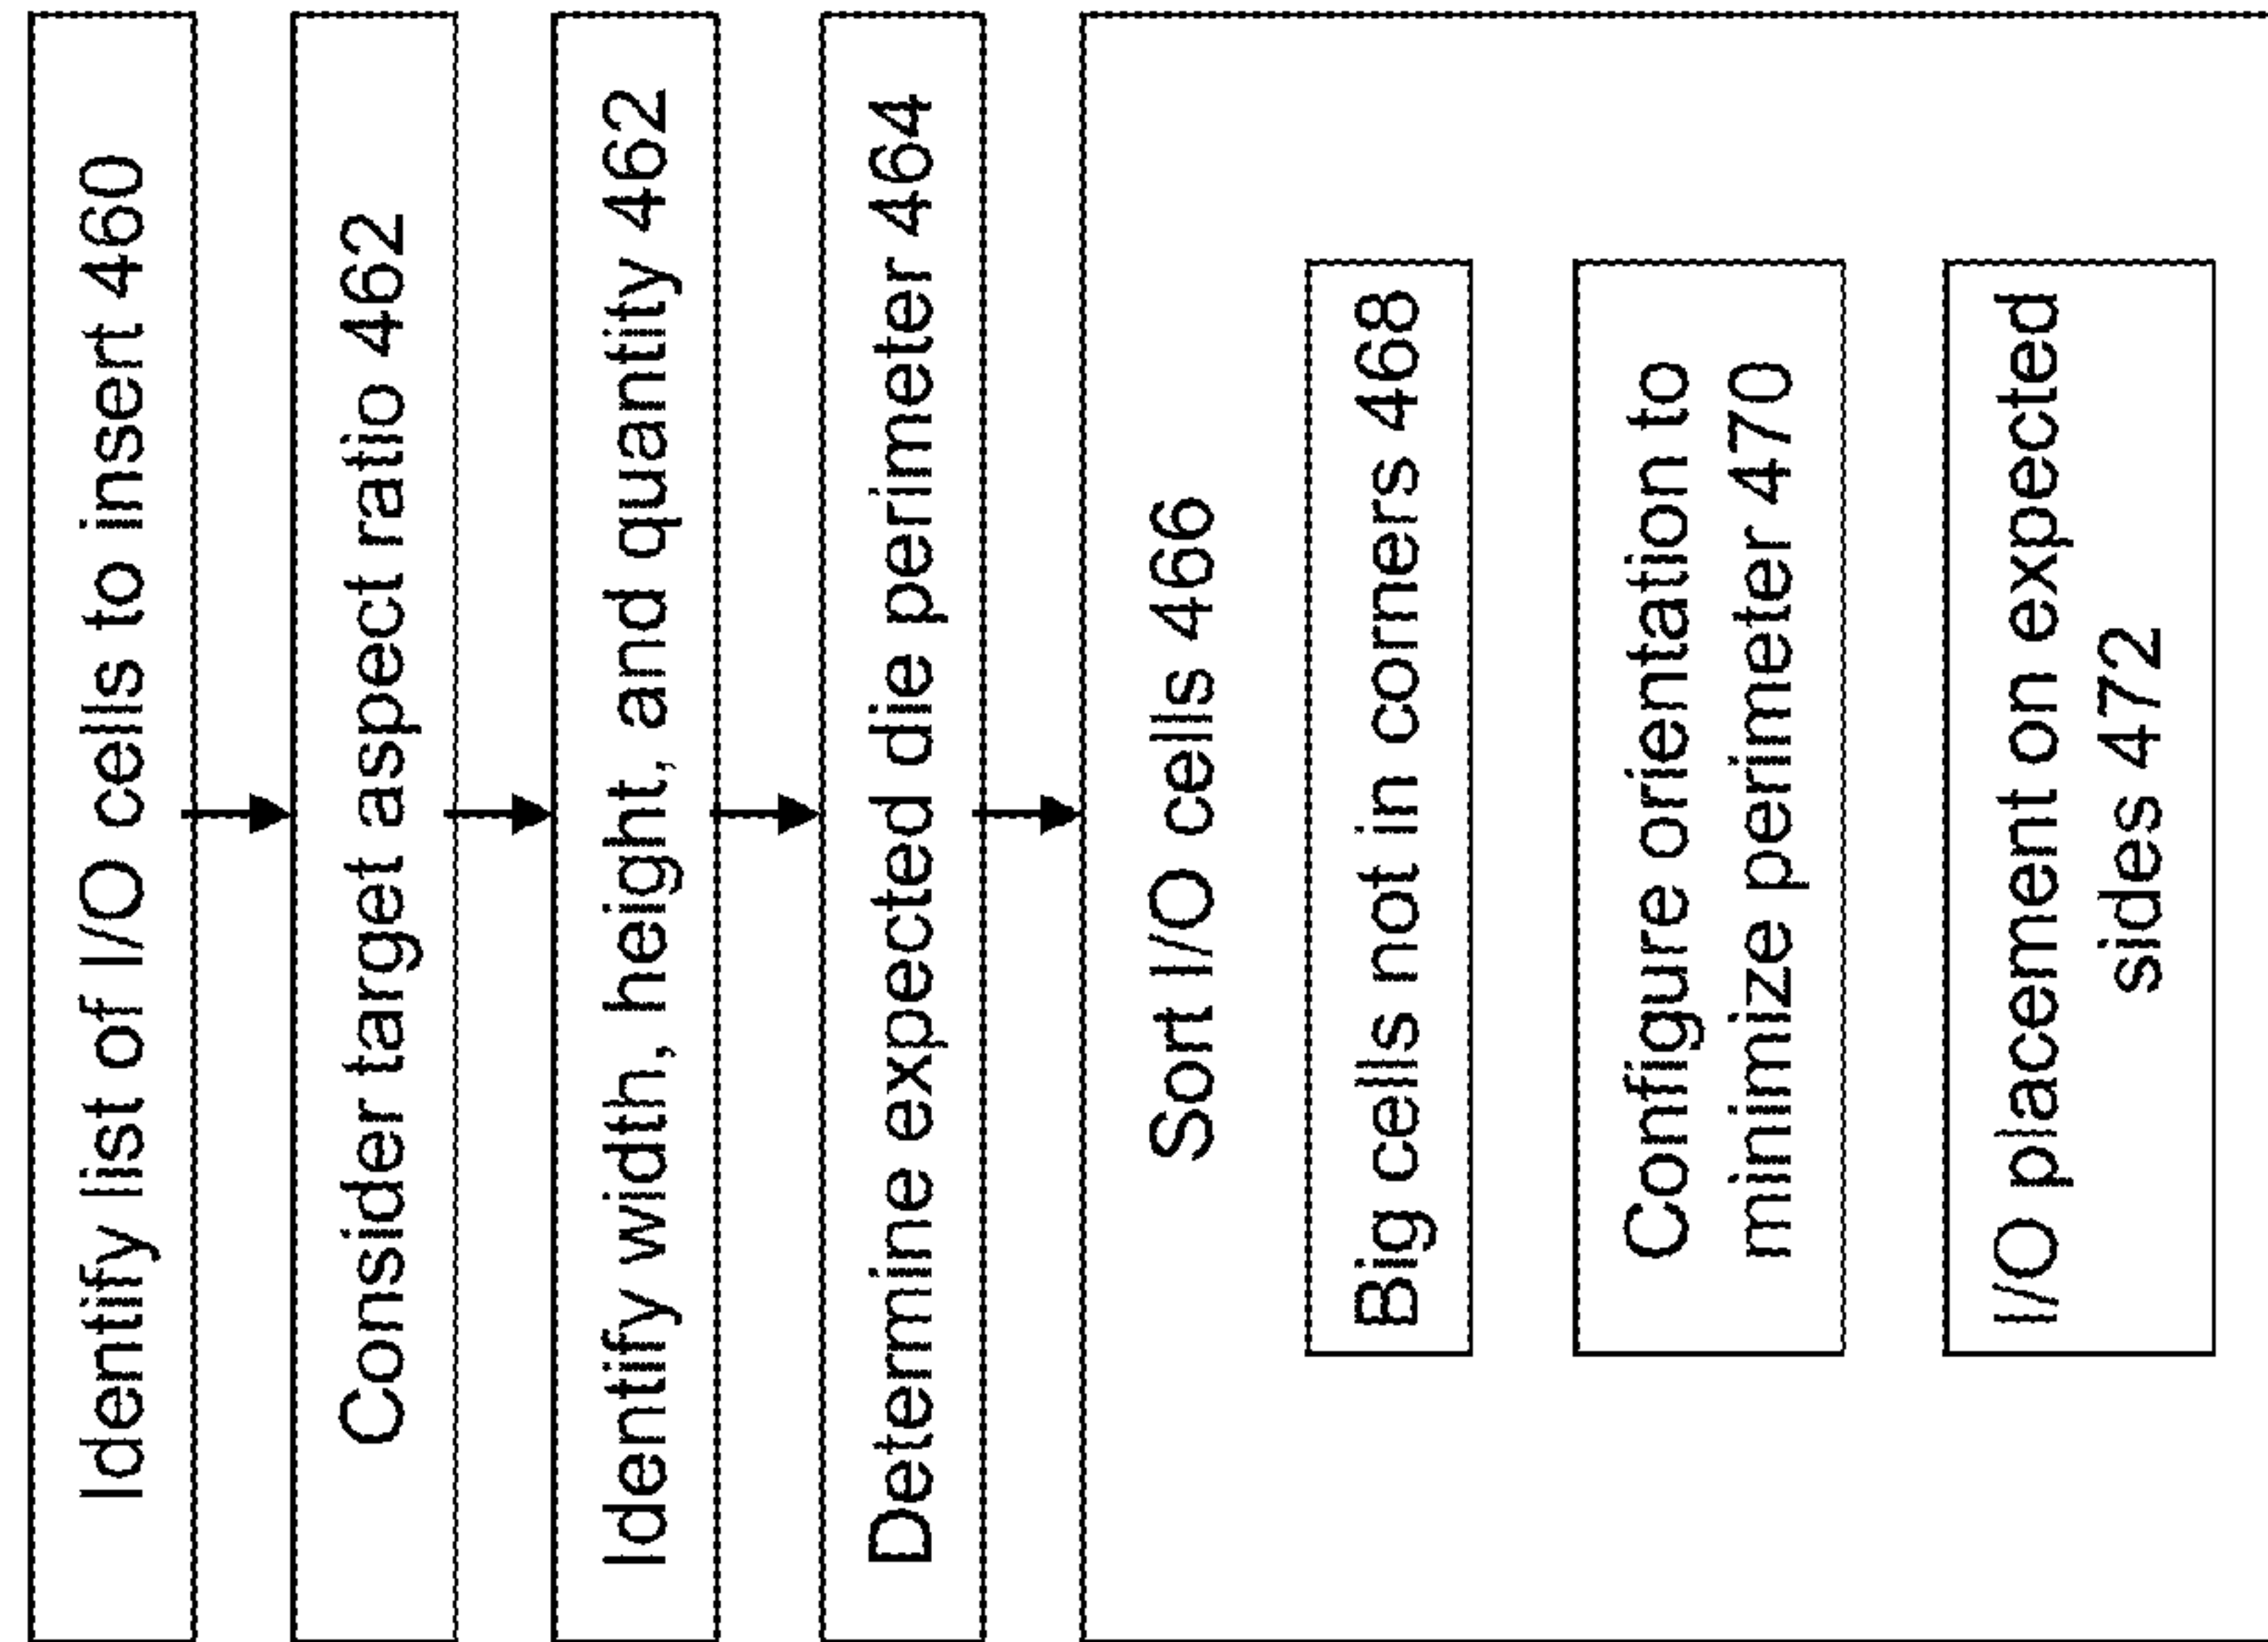 Identify list of I/O cells to insert 460
Consider target aspect ratio 462
Identify width, height, and quantity 462
Determine expected die perimeter 464
Sort I/O cells 466
Big cells not in corners 468
Configure orientation to
minimize perimeter 470
I/O placement on expected
sides 472